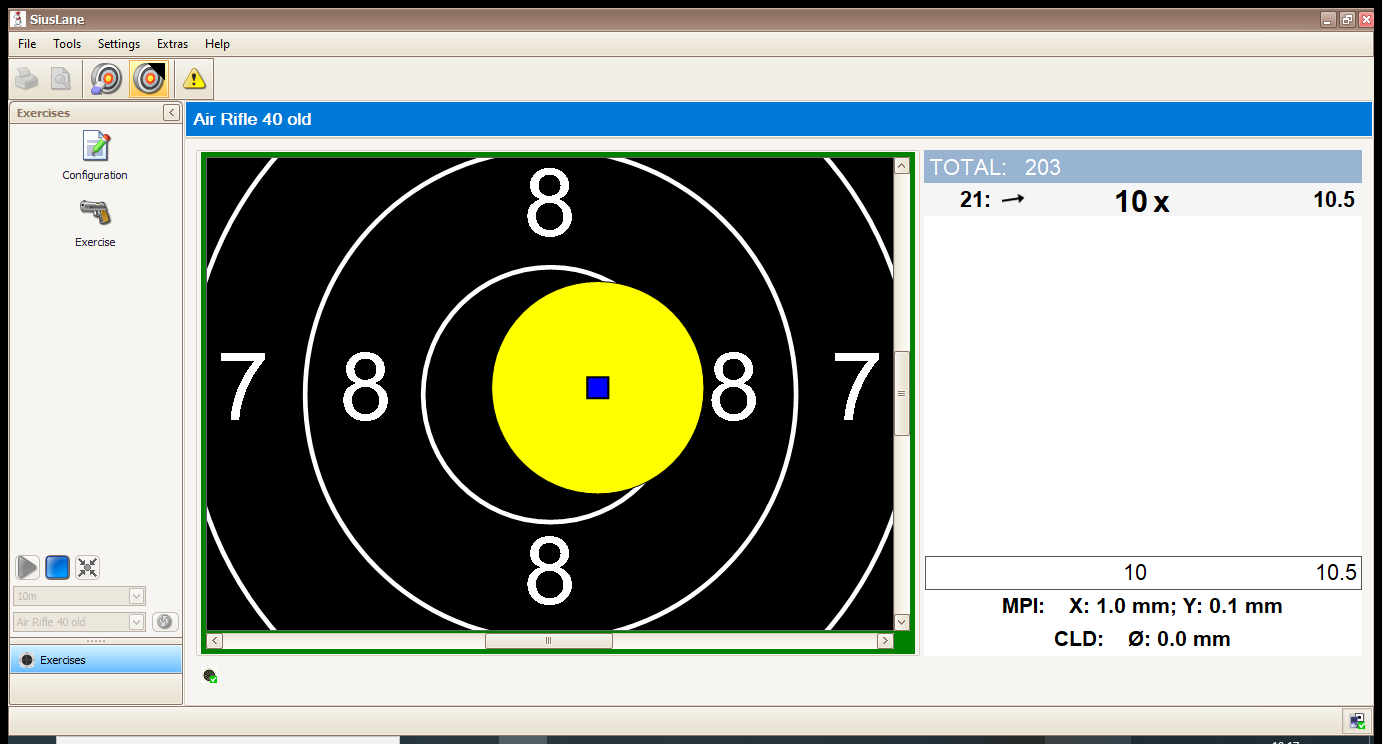 SiusLane
File Tools Settings Extras Help
Exercises
Configuration
Exercise
10m
Air Rifle 40 old
Exercises
Air Rifle 40 old
8
7 8 8 7
8
TOTAL: 203
21: 10 x 10.5
10 10.5
MPI: X: 1.0 mm; Y: 0.1 mm
CLD: Ø: 0.0 mm